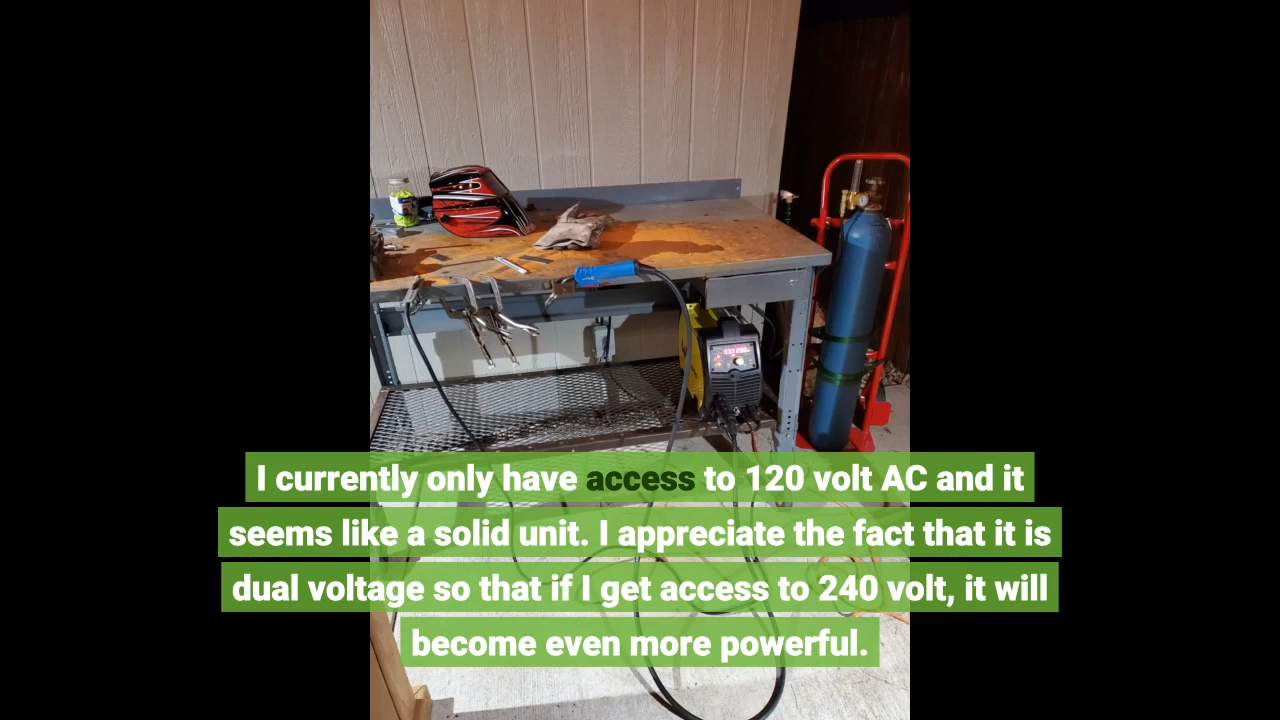 I currently only have access to 120 volt AC and it
seems like a solid unit. I appreciate the fact that it is
dual voltage so that if I get access to 240 volt, it will
become even more powerful.